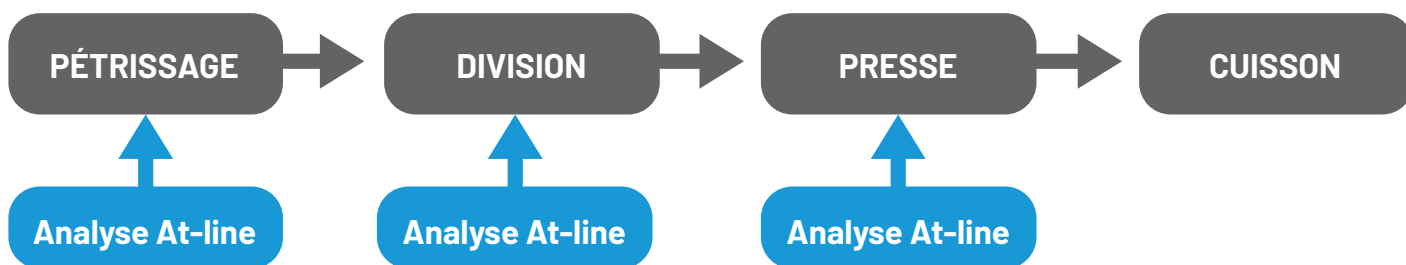 PÉTRISSAGE
DIVISION
PRESSE
CUISSON
Analyse At-line
Analyse At-line
Analyse At-line